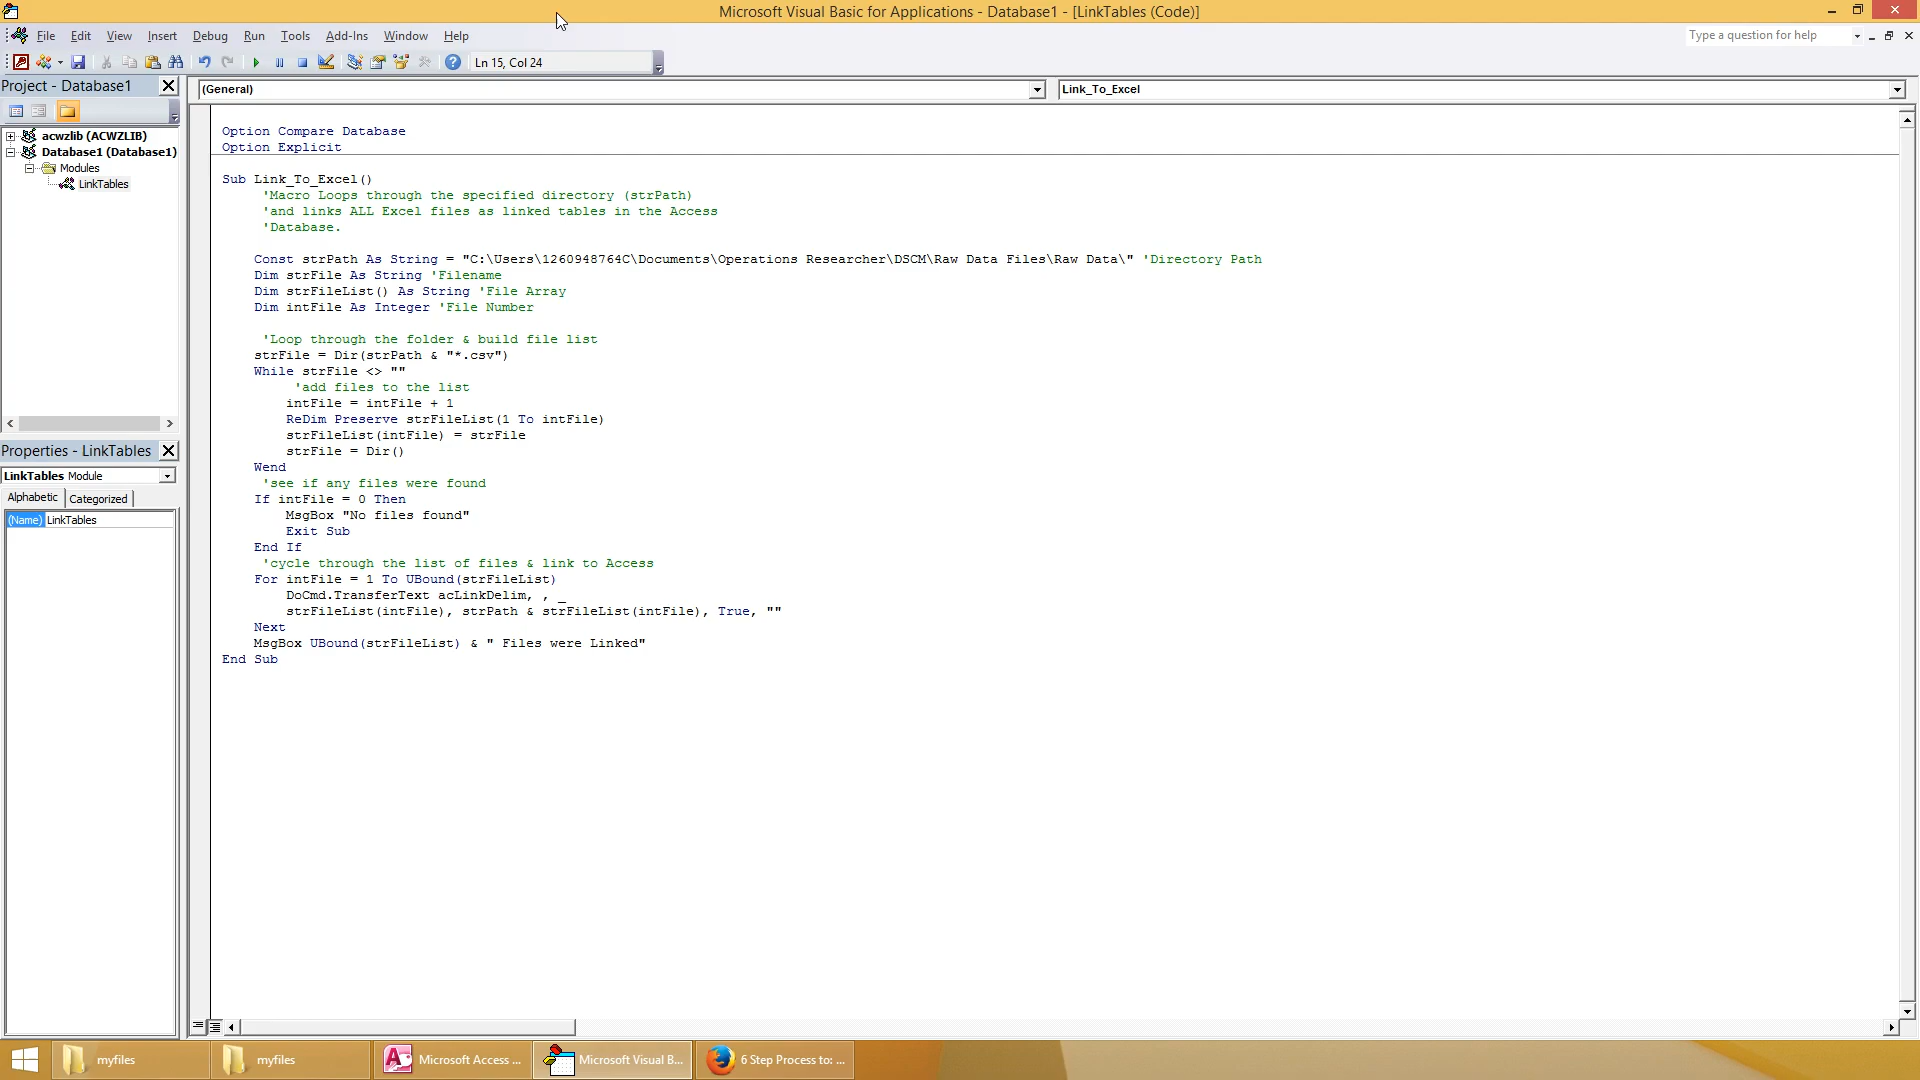 Microsoft Visual Basic for Applications - Database1 - [LinkTables (Code)]
File Edit View Insert Debug Run Tools Add-Ins Window Help
Type a question for help
Ln 15, Col 24
Project - Database1
(General)
Link_To_Excel
acwzlib (ACWZLIB)
Database1 (Database1)
Modules
LinkTables
Properties - LinkTables
LinkTables Module
Alphabetic Categorized
(Name) LinkTables
Option Compare Database
Option Explicit
Sub Link_To_Excel()
'Macro Loops through the specified directory (strPath)
'and links ALL Excel files as linked tables in the Access
'Database.
Const strPath As String = "C:\Users\1260948764C\Documents\Operations Researcher\DSCM\Raw Data Files\Raw Data\" 'Directory Path
Dim strFile As String 'Filename
Dim strFileList() As String 'File Array
Dim intFile As Integer 'File Number
'Loop through the folder & build file list
strFile = Dir(strPath & "*.csv")
While strFile <> ""
'add files to the list
intFile = intFile + 1
ReDim Preserve strFileList(1 To intFile)
strFileList(intFile) = strFile
strFile = Dir()
Wend
'see if any files were found
If intFile = 0 Then
MsgBox "No files found"
Exit Sub
End If
'cycle through the list of files & link to Access
For intFile = 1 To UBound(strFileList)
DoCmd.TransferText acLinkDelim, , _
strFileList(intFile), strPath & strFileList(intFile), True, ""
Next
MsgBox UBound(strFileList) & " Files were Linked"
End Sub
myfiles
myfiles
Microsoft Access ...
Microsoft Visual B...
6 Step Process to: ...